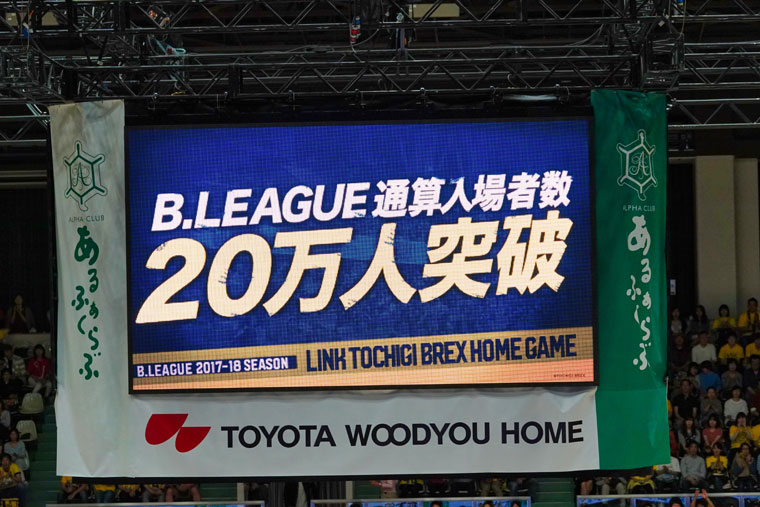 B.LEAGUE 通算入場者数
20万人突破
B.LEAGUE 2017-18 SEASON
LINK TOCHIGI BREX HOME GAME
A
ALPHA CLUB
あるふぁくらぶ
A
ALPHA CLUB
あるふぁくらぶ
TOYOTA WOODYOU HOME